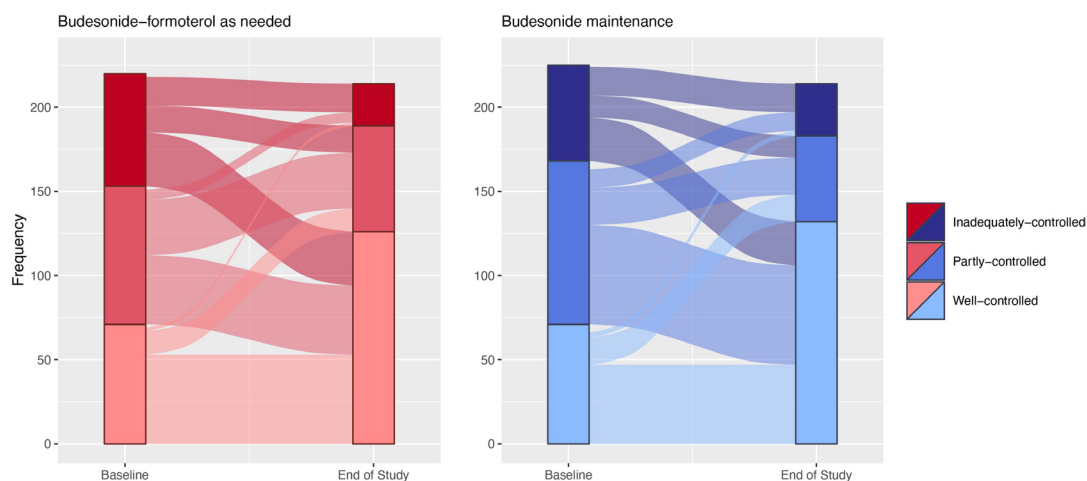 Budesonide−formoterol as needed
Budesonide maintenance
Frequency
200
150
100
50
0
Baseline
End of Study
200
150
100
50
0
Baseline
End of Study
Inadequately−controlled
Partly−controlled
Well−controlled